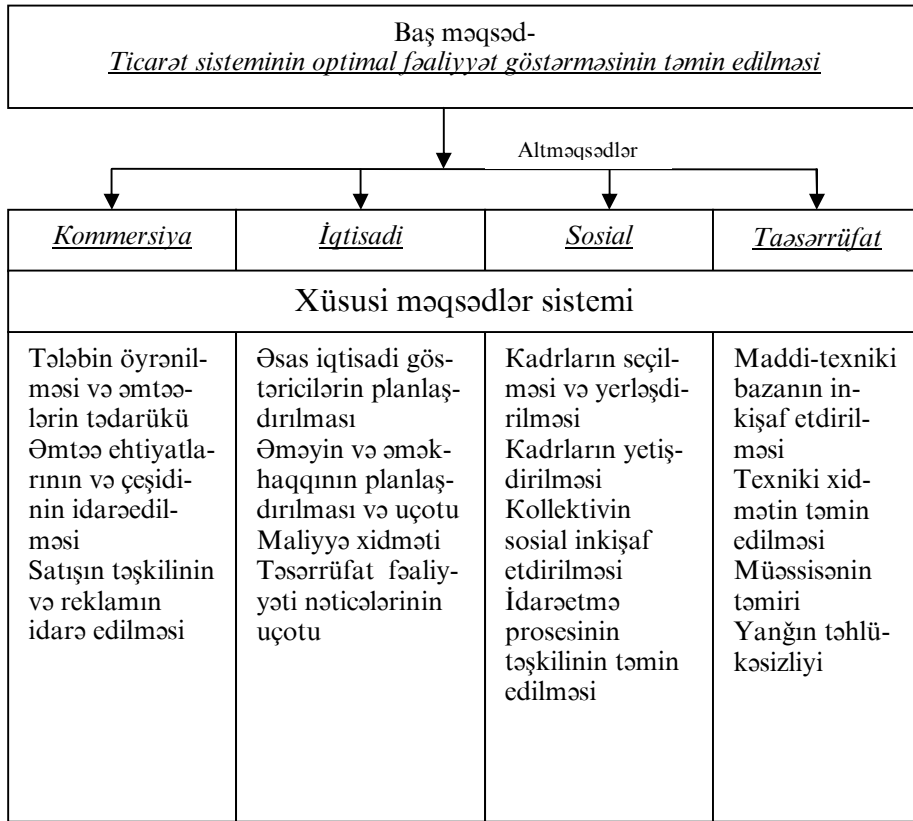 Baş məqsəd-
Ticarət sisteminin optimal fəaliyyət göstərməsinin təmin edilməsi
Altməqsədlər
Kommersiya
İqtisadi
Sosial
Taəsərrüfat
Xüsusi məqsədlər sistemi
Tələbin öyrənil-
məsi və əmtəə-
lərin tədarükü
Əmtəə ehtiyatla-
rının və çeşidi-
nin idarəedil-
məsi
Satışın təşkilinin
və reklamın
idarə edilməsi
Əsas iqtisadi gös-
təricilərin planlaş-
dırılması
Əməyin və əmək-
haqqının planlaş-
dırılması və uçotu
Maliyyə xidməti
Təsərrüfat fəaliy-
yəti nəticələrinin
uçotu
Kadrların seçil-
məsi və yerləşdi-
rilməsi
Kadrların yetiş-
dirilməsi
Kollektivin
sosial inkişaf
etdirilməsi
İdarəetmə
prosesinin
təşkilinin təmin
edilməsi
Maddi-texniki
bazanın in-
kişaf etdiril-
məsi
Texniki xid-
mətin təmin
edilməsi
Müəssisənin
təmiri
Yanğın təhlü-
kəsizliyi